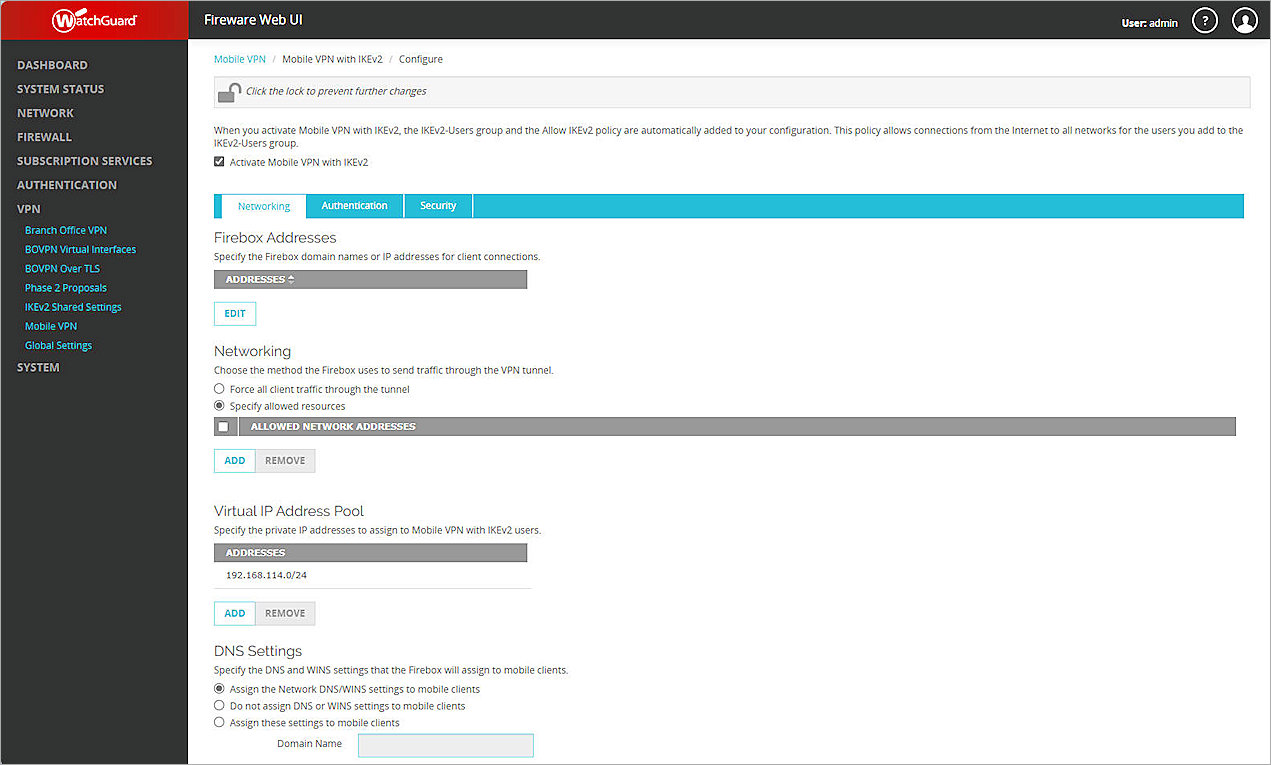 WatchGuard
Fireware Web UI
User: admin
?
DASHBOARD
SYSTEM STATUS
NETWORK
FIREWALL
SUBSCRIPTION SERVICES
AUTHENTICATION
VPN
Branch Office VPN
BOVPN Virtual Interfaces
BOVPN Over TLS
Phase 2 Proposals
IKEv2 Shared Settings
Mobile VPN
Global Settings
SYSTEM
Mobile VPN / Mobile VPN with IKEv2 / Configure
Click the lock to prevent further changes
When you activate Mobile VPN with IKEv2, the IKEv2-Users group and the Allow IKEv2 policy are automatically added to your configuration. This policy allows connections from the Internet to all networks for the users you add to the
IKEv2-Users group.
Activate Mobile VPN with IKEv2
Networking Authentication Security
Firebox Addresses
Specify the Firebox domain names or IP addresses for client connections.
ADDRESSES
EDIT
Networking
Choose the method the Firebox uses to send traffic through the VPN tunnel.
Force all client traffic through the tunnel
Specify allowed resources
ALLOWED NETWORK ADDRESSES
ADD REMOVE
Virtual IP Address Pool
Specify the private IP addresses to assign to Mobile VPN with IKEv2 users.
ADDRESSES
192.168.114.0/24
ADD REMOVE
DNS Settings
Specify the DNS and WINS settings that the Firebox will assign to mobile clients.
Assign the Network DNS/WINS settings to mobile clients
Do not assign DNS or WINS settings to mobile clients
Assign these settings to mobile clients
Domain Name